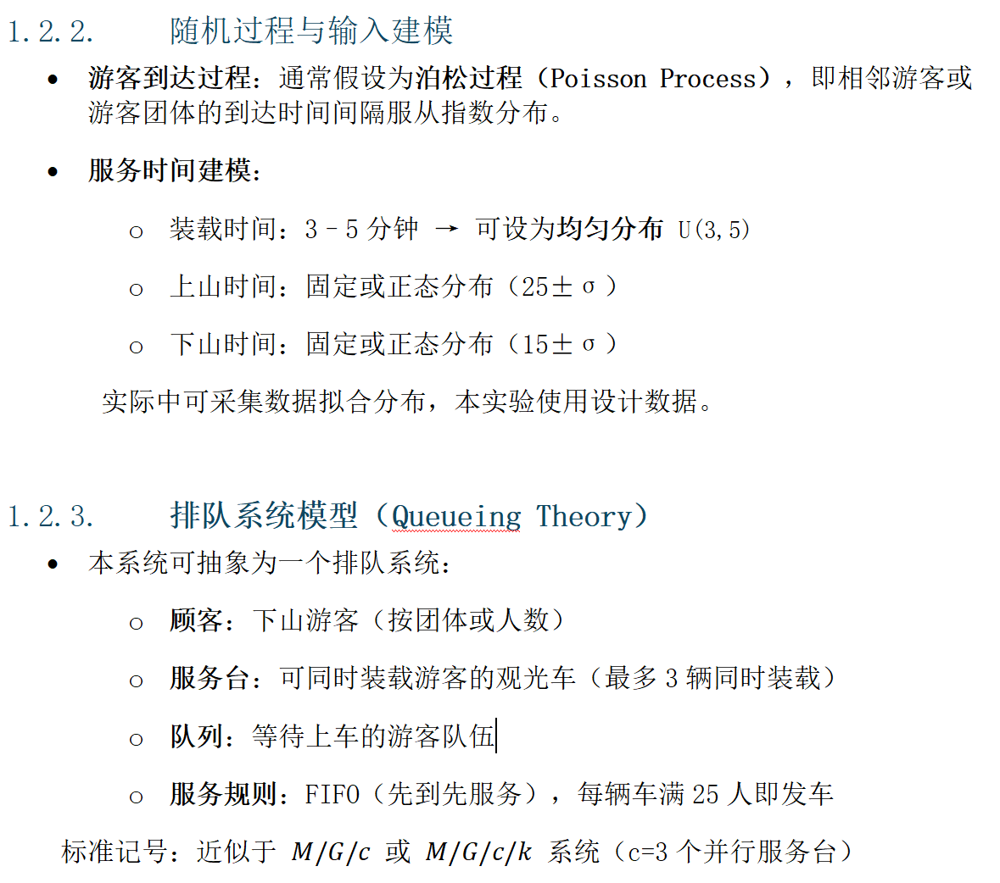 1.2.2. 随机过程与输入建模
• 游客到达过程：通常假设为泊松过程（Poisson Process），即相邻游客或
游客团体的到达时间间隔服从指数分布。
• 服务时间建模：
o 装载时间：3–5 分钟 → 可设为均匀分布 U(3,5)
o 上山时间：固定或正态分布（25±σ）
o 下山时间：固定或正态分布（15±σ）
实际中可采集数据拟合分布，本实验使用设计数据。
1.2.3. 排队系统模型（Queueing Theory）
• 本系统可抽象为一个排队系统：
o 顾客：下山游客（按团体或人数）
o 服务台：可同时装载游客的观光车（最多 3 辆同时装载）
o 队列：等待上车的游客队伍
o 服务规则：FIFO（先到先服务），每辆车满 25 人即发车
标准记号：近似于 M/G/c 或 M/G/c/k 系统（c=3 个并行服务台）